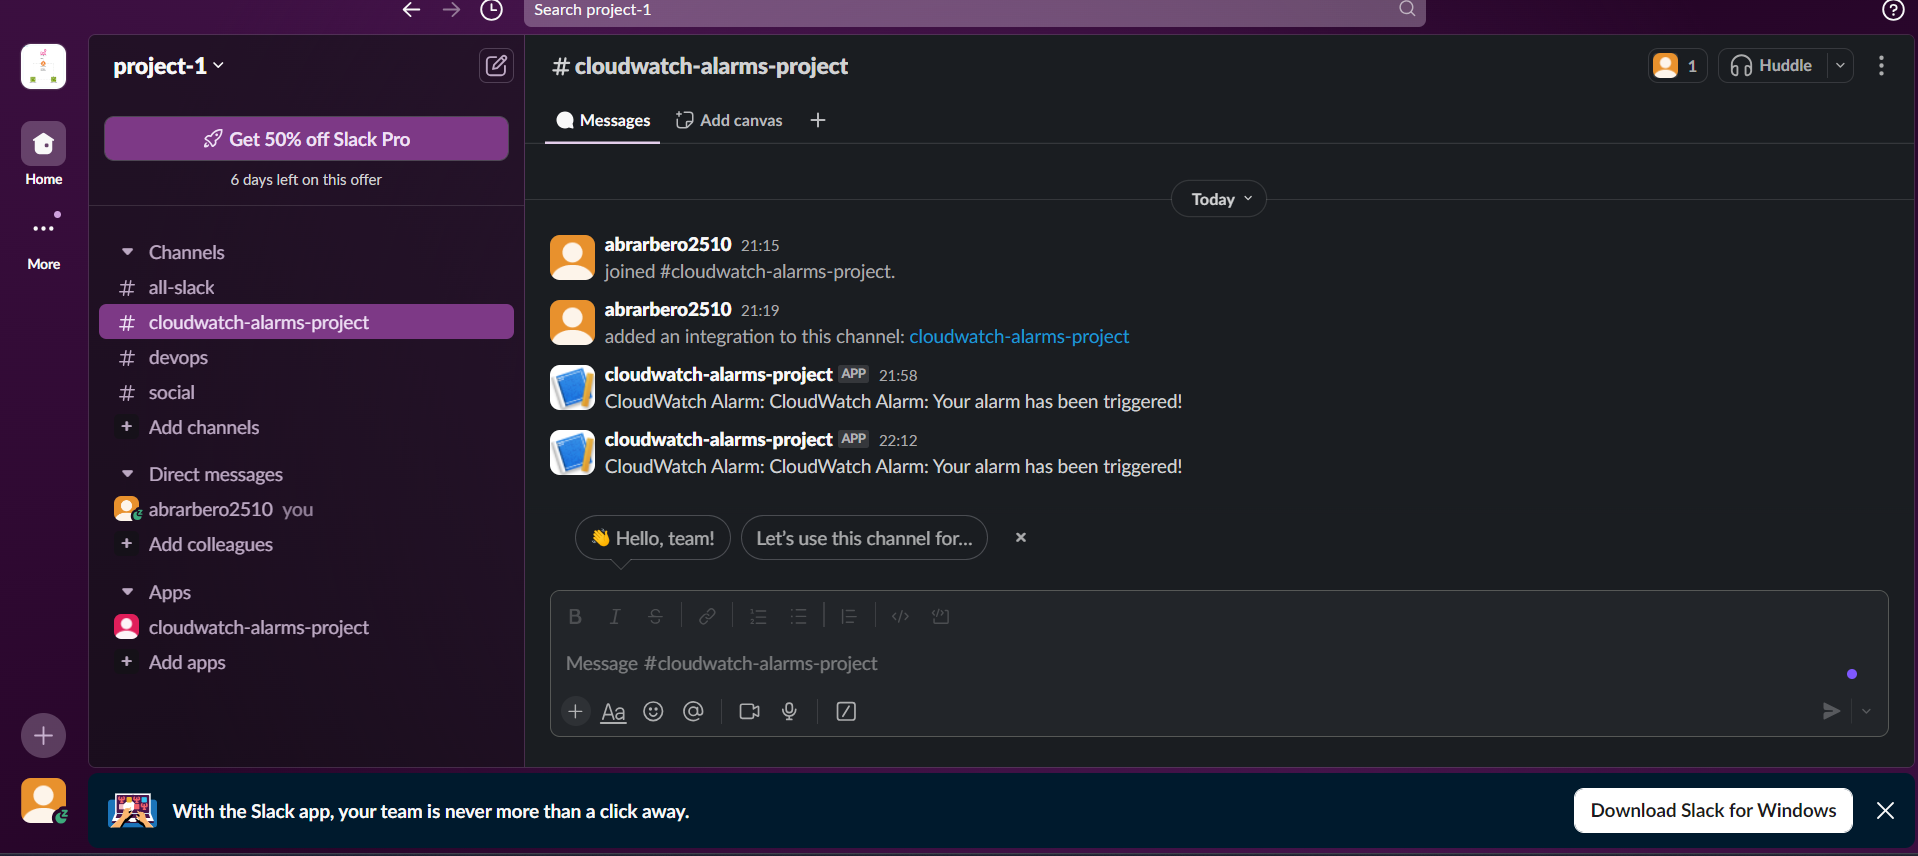 Search project-1
project-1
Get 50% off Slack Pro
6 days left on this offer
Home
More
Channels
# all-slack
# cloudwatch-alarms-project
# devops
# social
+ Add channels
Direct messages
abrarbero2510 you
+ Add colleagues
Apps
cloudwatch-alarms-project
+ Add apps
# cloudwatch-alarms-project
1
Huddle
Messages
Add canvas
+
Today
abrarbero2510 21:15
joined #cloudwatch-alarms-project.
abrarbero2510 21:19
added an integration to this channel: cloudwatch-alarms-project
cloudwatch-alarms-project APP 21:58
CloudWatch Alarm: CloudWatch Alarm: Your alarm has been triggered!
cloudwatch-alarms-project APP 22:12
CloudWatch Alarm: CloudWatch Alarm: Your alarm has been triggered!
👋 Hello, team!
Let's use this channel for...
B I S
Message #cloudwatch-alarms-project
+ Aa @
With the Slack app, your team is never more than a click away.
Download Slack for Windows